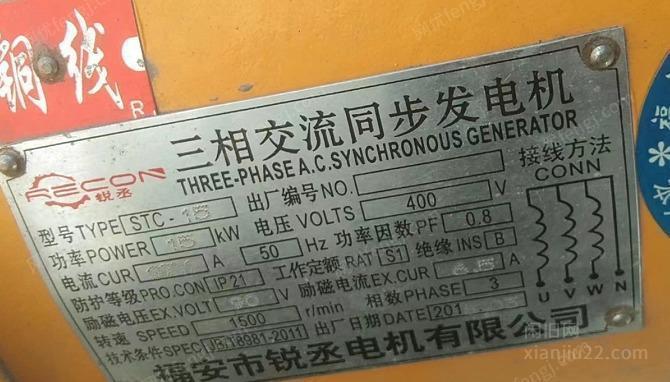 铜线
R
三相交流同步发电机
THREE-PHASE A.C.SYNCHRONOUS GENERATOR
RECON
锐丞
型号TYPE STC-15 出厂编号NO.
接线方法
CONN
功率POWER 15 kW 电压VOLTS 400 V
电流CUR A 50 Hz 功率因数PF 0.8
防护等级PRO.CON IP21 工作定额RAT S1 绝缘INS B
励磁电压EX.VOLT V 励磁电流EX.CUR A
转速 SPEED 1500 r/min 相数PHASE 3
技术条件SPEC JB/T8981-2011 出厂日期DATE 201
U V W N
福安市锐丞电机有限公司
闲旧网
xianjiu22.com